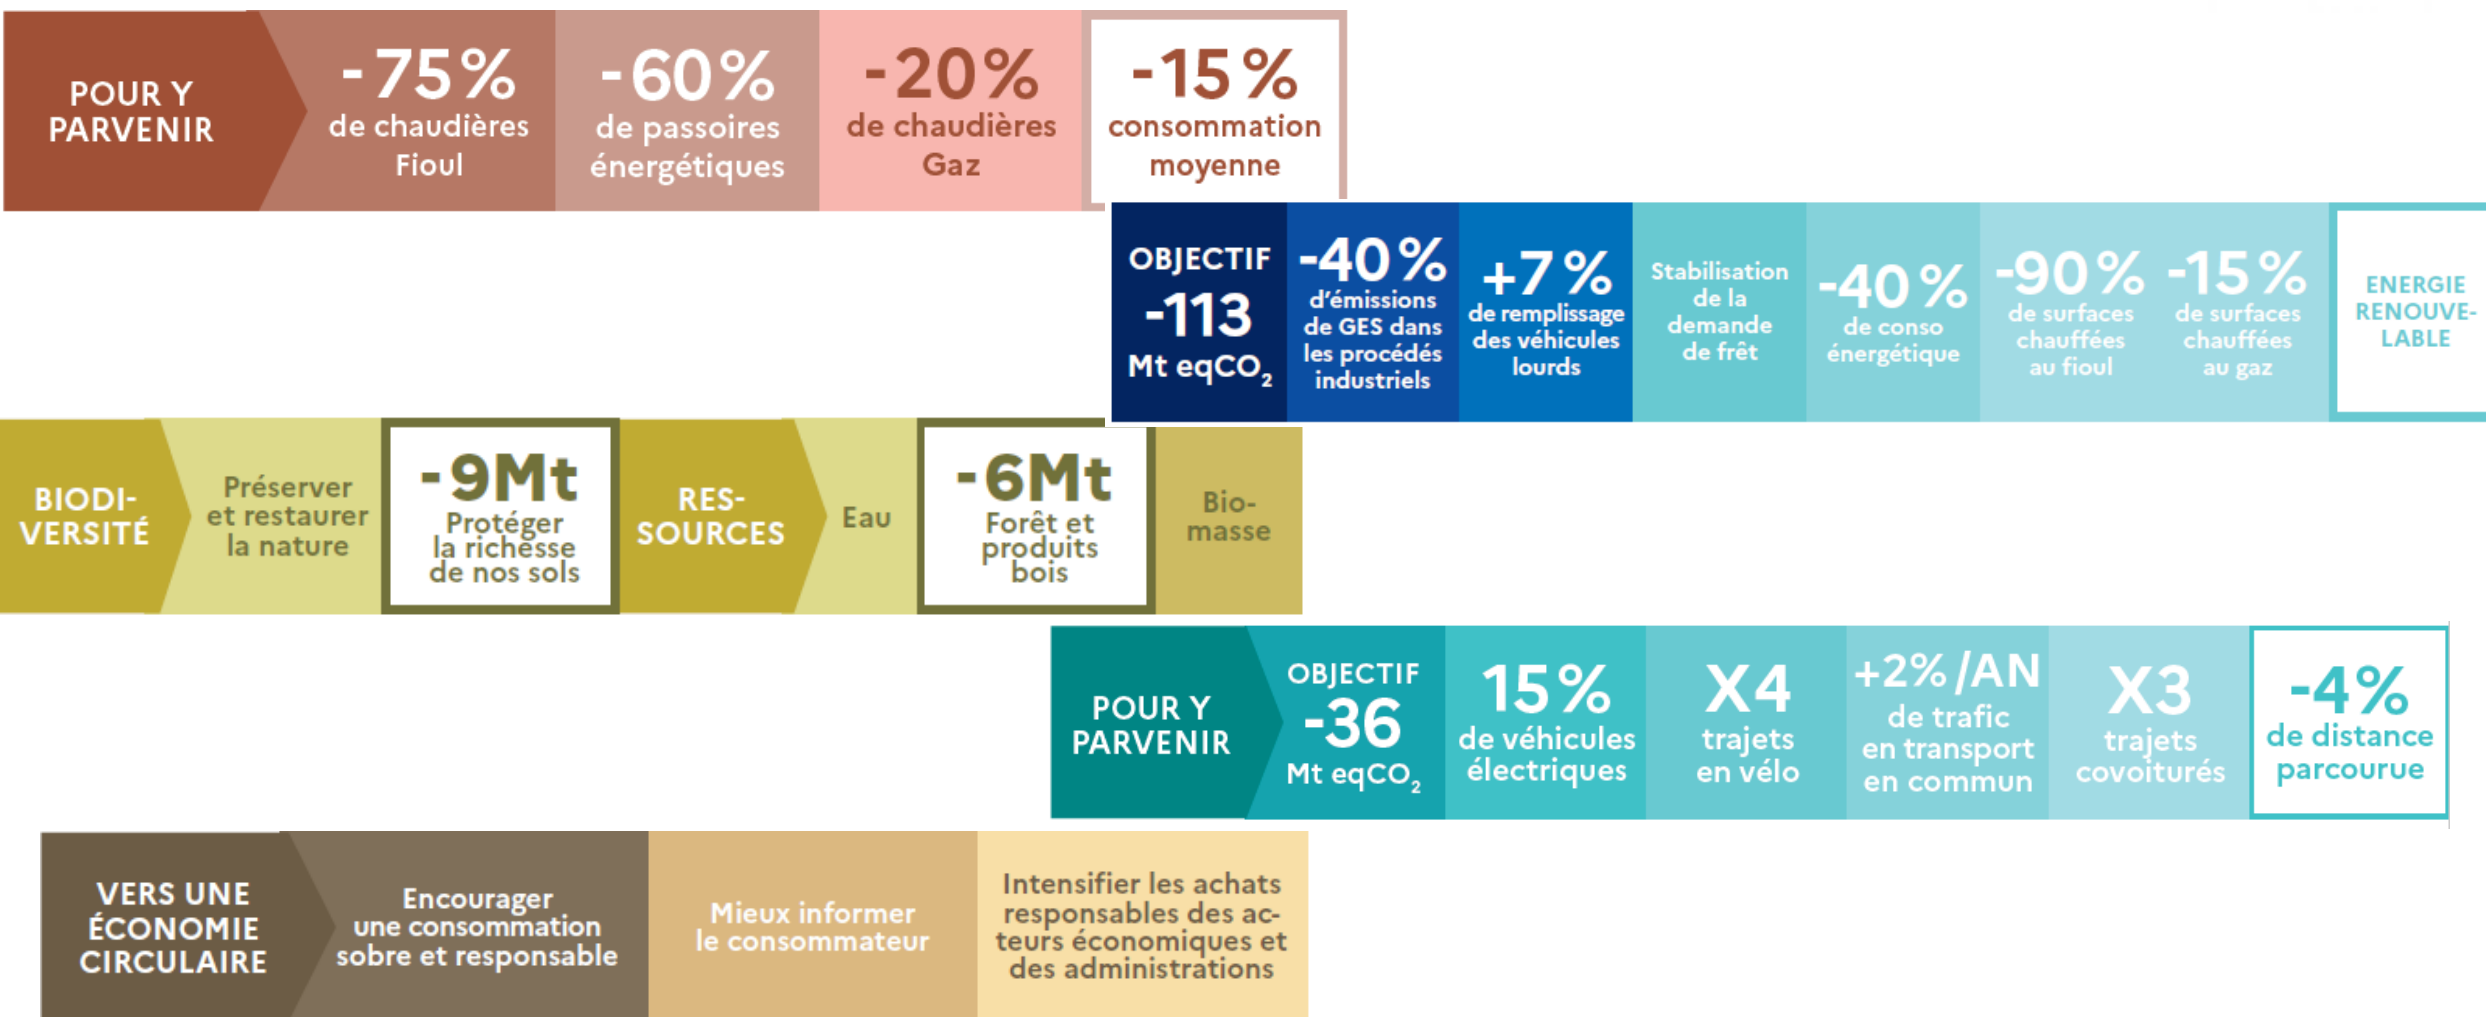 POUR Y
PARVENIR
-75%
de chaudières
Fioul
-60%
de passoires
énergétiques
-20%
de chaudières
Gaz
-15%
consommation
moyenne
OBJECTIF
-113
Mt eqCO₂
-40%
d'émissions
de GES dans
les procédés
industriels
+7%
de remplissage
des véhicules
lourds
Stabilisation
de la
demande
de frêt
-40%
de conso
énergétique
-90%
de surfaces
chauffées
au fioul
-15%
de surfaces
chauffées
au gaz
ENERGIE
RENOUVE-
LABLE
BIODI-
VERSITÉ
Préserver
et restaurer
la nature
-9Mt
Protéger
la richesse
de nos sols
RES-
SOURCES
Eau
-6Mt
Forêt et
produits
bois
Bio-
masse
POUR Y
PARVENIR
OBJECTIF
-36
Mt eqCO₂
15%
de véhicules
électriques
X4
trajets
en vélo
+2%/AN
de trafic
en transport
en commun
X3
trajets
covoiturés
-4%
de distance
parcourue
VERS UNE
ÉCONOMIE
CIRCULAIRE
Encourager
une consommation
sobre et responsable
Mieux informer
le consommateur
Intensifier les achats
responsables des ac-
teurs économiques et
des administrations